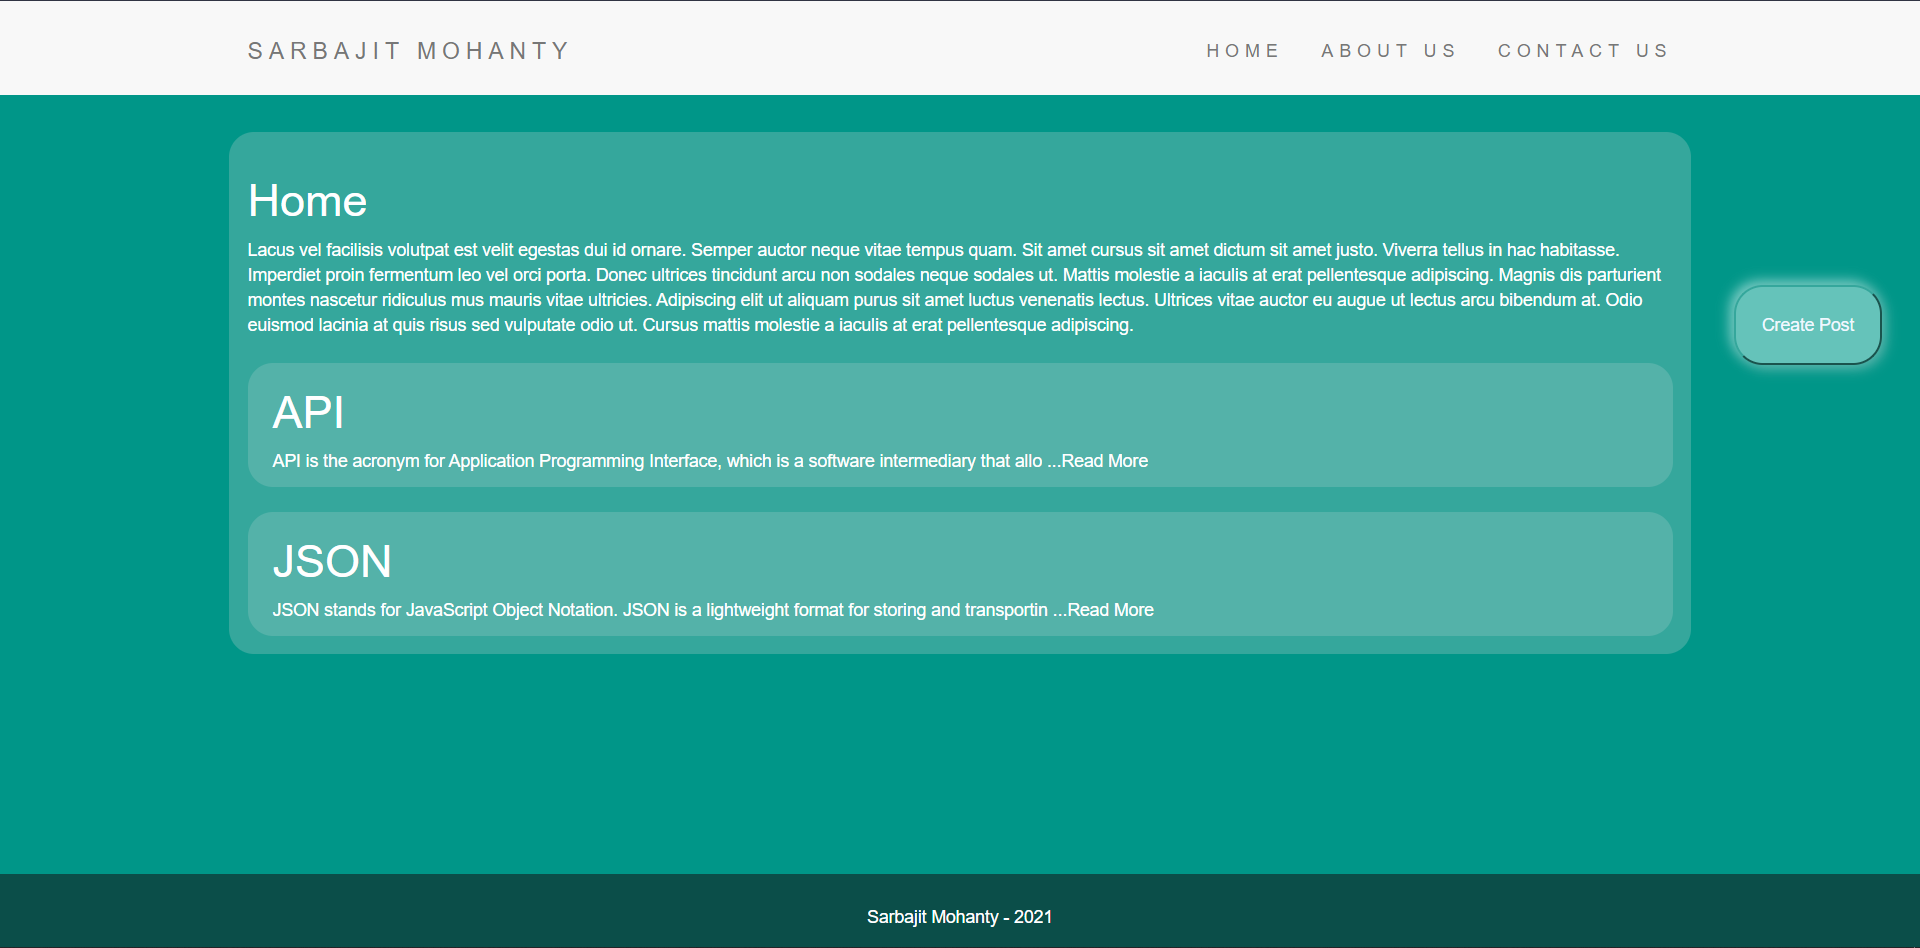 SARBAJIT MOHANTY
HOME ABOUT US CONTACT US
Home
Lacus vel facilisis volutpat est velit egestas dui id ornare. Semper auctor neque vitae tempus quam. Sit amet cursus sit amet dictum sit amet justo. Viverra tellus in hac habitasse.
Imperdiet proin fermentum leo vel orci porta. Donec ultrices tincidunt arcu non sodales neque sodales ut. Mattis molestie a iaculis at erat pellentesque adipiscing. Magnis dis parturient
montes nascetur ridiculus mus mauris vitae ultricies. Adipiscing elit ut aliquam purus sit amet luctus venenatis lectus. Ultrices vitae auctor eu augue ut lectus arcu bibendum at. Odio
euismod lacinia at quis risus sed vulputate odio ut. Cursus mattis molestie a iaculis at erat pellentesque adipiscing.
Create Post
API
API is the acronym for Application Programming Interface, which is a software intermediary that allo ...Read More
JSON
JSON stands for JavaScript Object Notation. JSON is a lightweight format for storing and transportin ...Read More
Sarbajit Mohanty - 2021